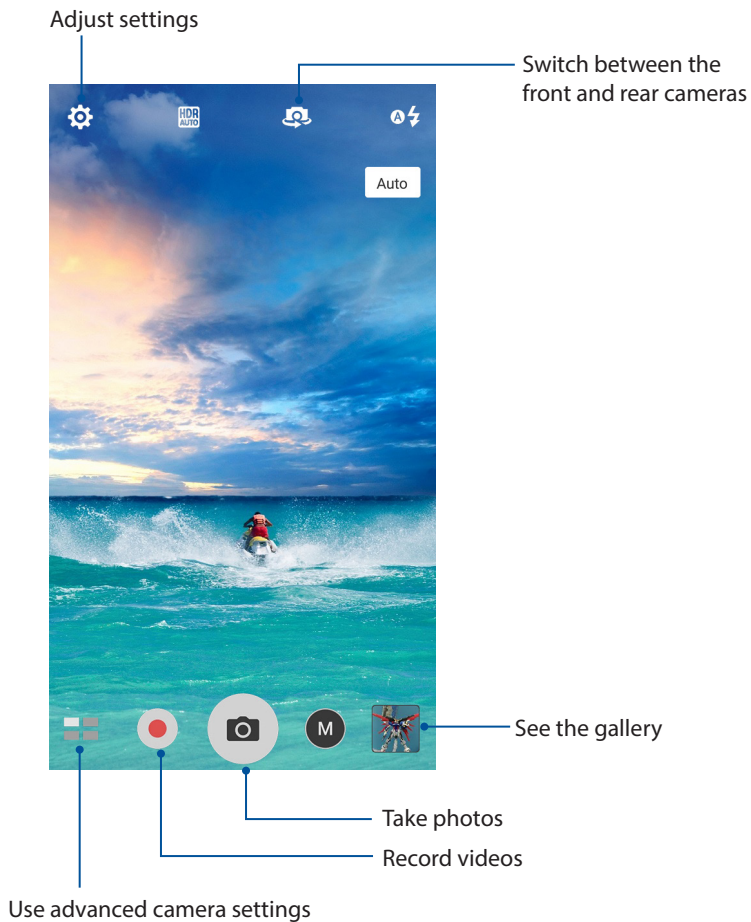 Adjust settings
Switch between the
front and rear cameras
HDR
AUTO
A
Auto
M
See the gallery
Take photos
Record videos
Use advanced camera settings